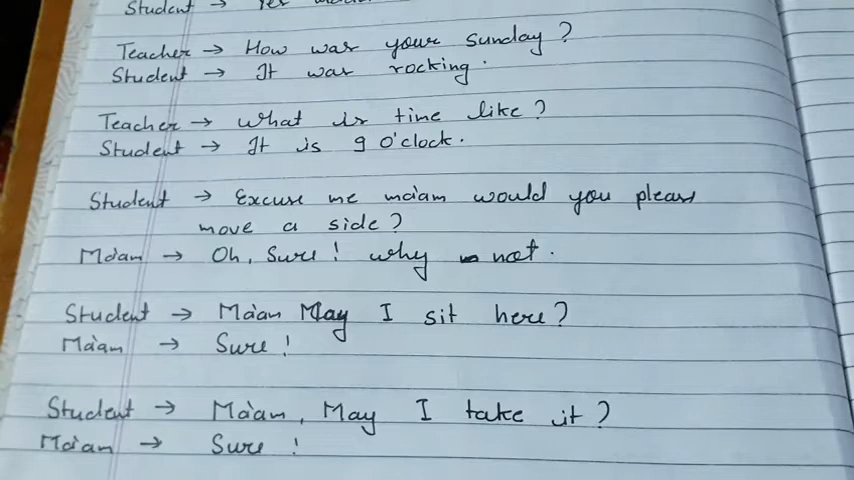 Student → Yes
Teacher → How was your sunday?
Student → It was rocking.
Teacher → what is time like?
Student → It is 9 o'clock.
Student → Excuse me ma'am would you please
move a side?
Ma'am → Oh, Sure! why not.
Student → Ma'am May I sit here?
Ma'am → Sure!
Student → Ma'am, May I take it?
Ma'am → Sure!